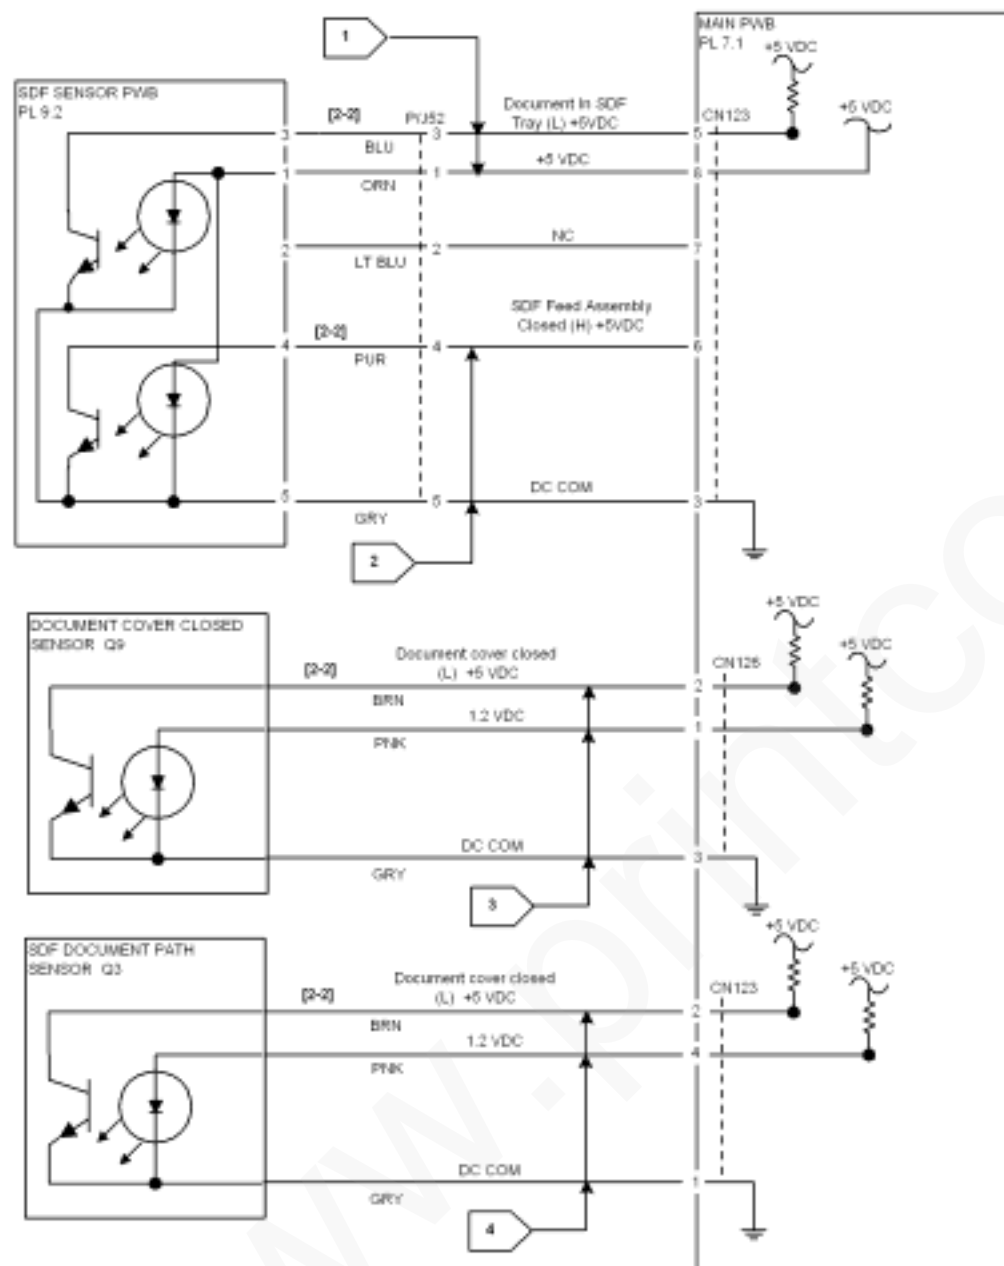 1
MAIN PWB
PL 7.1
+5 VDC
SDF SENSOR PWB
PL 9.2
[2-2]
P/J52
Document In SDF
Tray (L) +5VDC
CN123
+5 VDC
3
BLU
3
5
1
ORN
1
+5 VDC
8
2
LT BLU
2
NC
7
SDF Feed Assembly
Closed (H) +5VDC
[2-2]
4
PUR
4
6
5
GRY
5
DC COM
3
2
+5 VDC
DOCUMENT COVER CLOSED
SENSOR Q9
[2-2]
Document cover closed
(L) +5 VDC
CN126
+5 VDC
BRN
2
1.2 VDC
PNK
1
DC COM
GRY
3
3
+5 VDC
SDF DOCUMENT PATH
SENSOR Q3
[2-2]
Document cover closed
(L) +5 VDC
CN123
+5 VDC
BRN
2
1.2 VDC
PNK
4
DC COM
GRY
1
4
www.printco